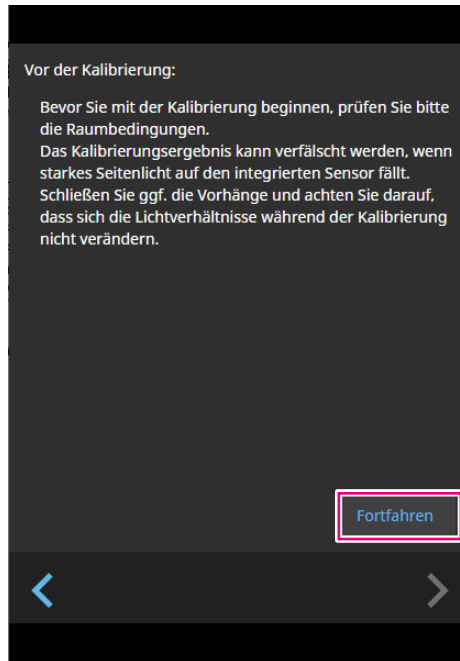 Vor der Kalibrierung:
Bevor Sie mit der Kalibrierung beginnen, prüfen Sie bitte
die Raumbedingungen.
Das Kalibrierungsergebnis kann verfälscht werden, wenn
starkes Seitenlicht auf den integrierten Sensor fällt.
Schließen Sie ggf. die Vorhänge und achten Sie darauf,
dass sich die Lichtverhältnisse während der Kalibrierung
nicht verändern.
Fortfahren